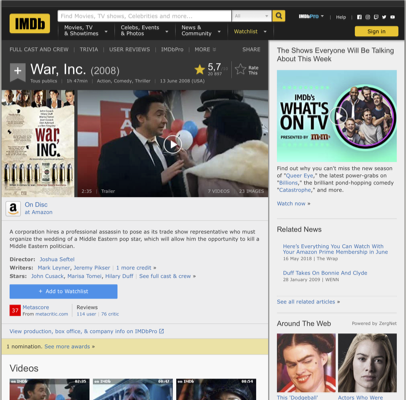 IMDb
Find Movies, TV shows, Celebrities and more...
All
IMDbPro
Help
Movies, TV
& Showtimes
Celebs, Events
& Photos
News &
Community
Watchlist
Sign in
FULL CAST AND CREW | TRIVIA | USER REVIEWS | IMDbPro | MORE
SHARE
War, Inc. (2008)
5,7
Rate
This
Tous publics | 1h 47min | Action, Comedy, Thriller | 13 June 2009 (USA)
war,
INC.
2:35 | Trailer
7 VIDEOS
33 IMAGES
On Disc
at Amazon
A corporation hires a professional assassin to pose as its trade show representative who must
organize the wedding of a Middle Eastern pop star, which will allow him the opportunity to kill a
Middle Eastern politician.
Director: Joshua Seftel
Writers: Mark Leyner, Jeremy Pikser | 1 more credit »
Stars: John Cusack, Marisa Tomei, Hilary Duff | See full cast & crew »
+ Add to Watchlist
37
Metascore
From metacritic.com
Reviews
114 user | 76 critic
View production, box office, & company info on IMDbPro
1 nomination. See more awards »
Videos
The Shows Everyone Will Be Talking
About This Week
IMDb's
WHAT'S
ON TV
PRESENTED BY
Find out why you can't miss the new season
of "Queer Eye," the latest power-grabs on
"Billions," the brilliant pond-hopping comedy
"Catastrophe," and more.
Watch now »
Related News
Here's Everything You Can Watch With
Your Amazon Prime Membership in June
16 May 2018 | The Wrap
Duff Takes On Bonnie And Clyde
28 January 2009 | WENN
See all related articles »
Around The Web
Powered by ZergNet
This 'Dodgeball'
Actors Who Were